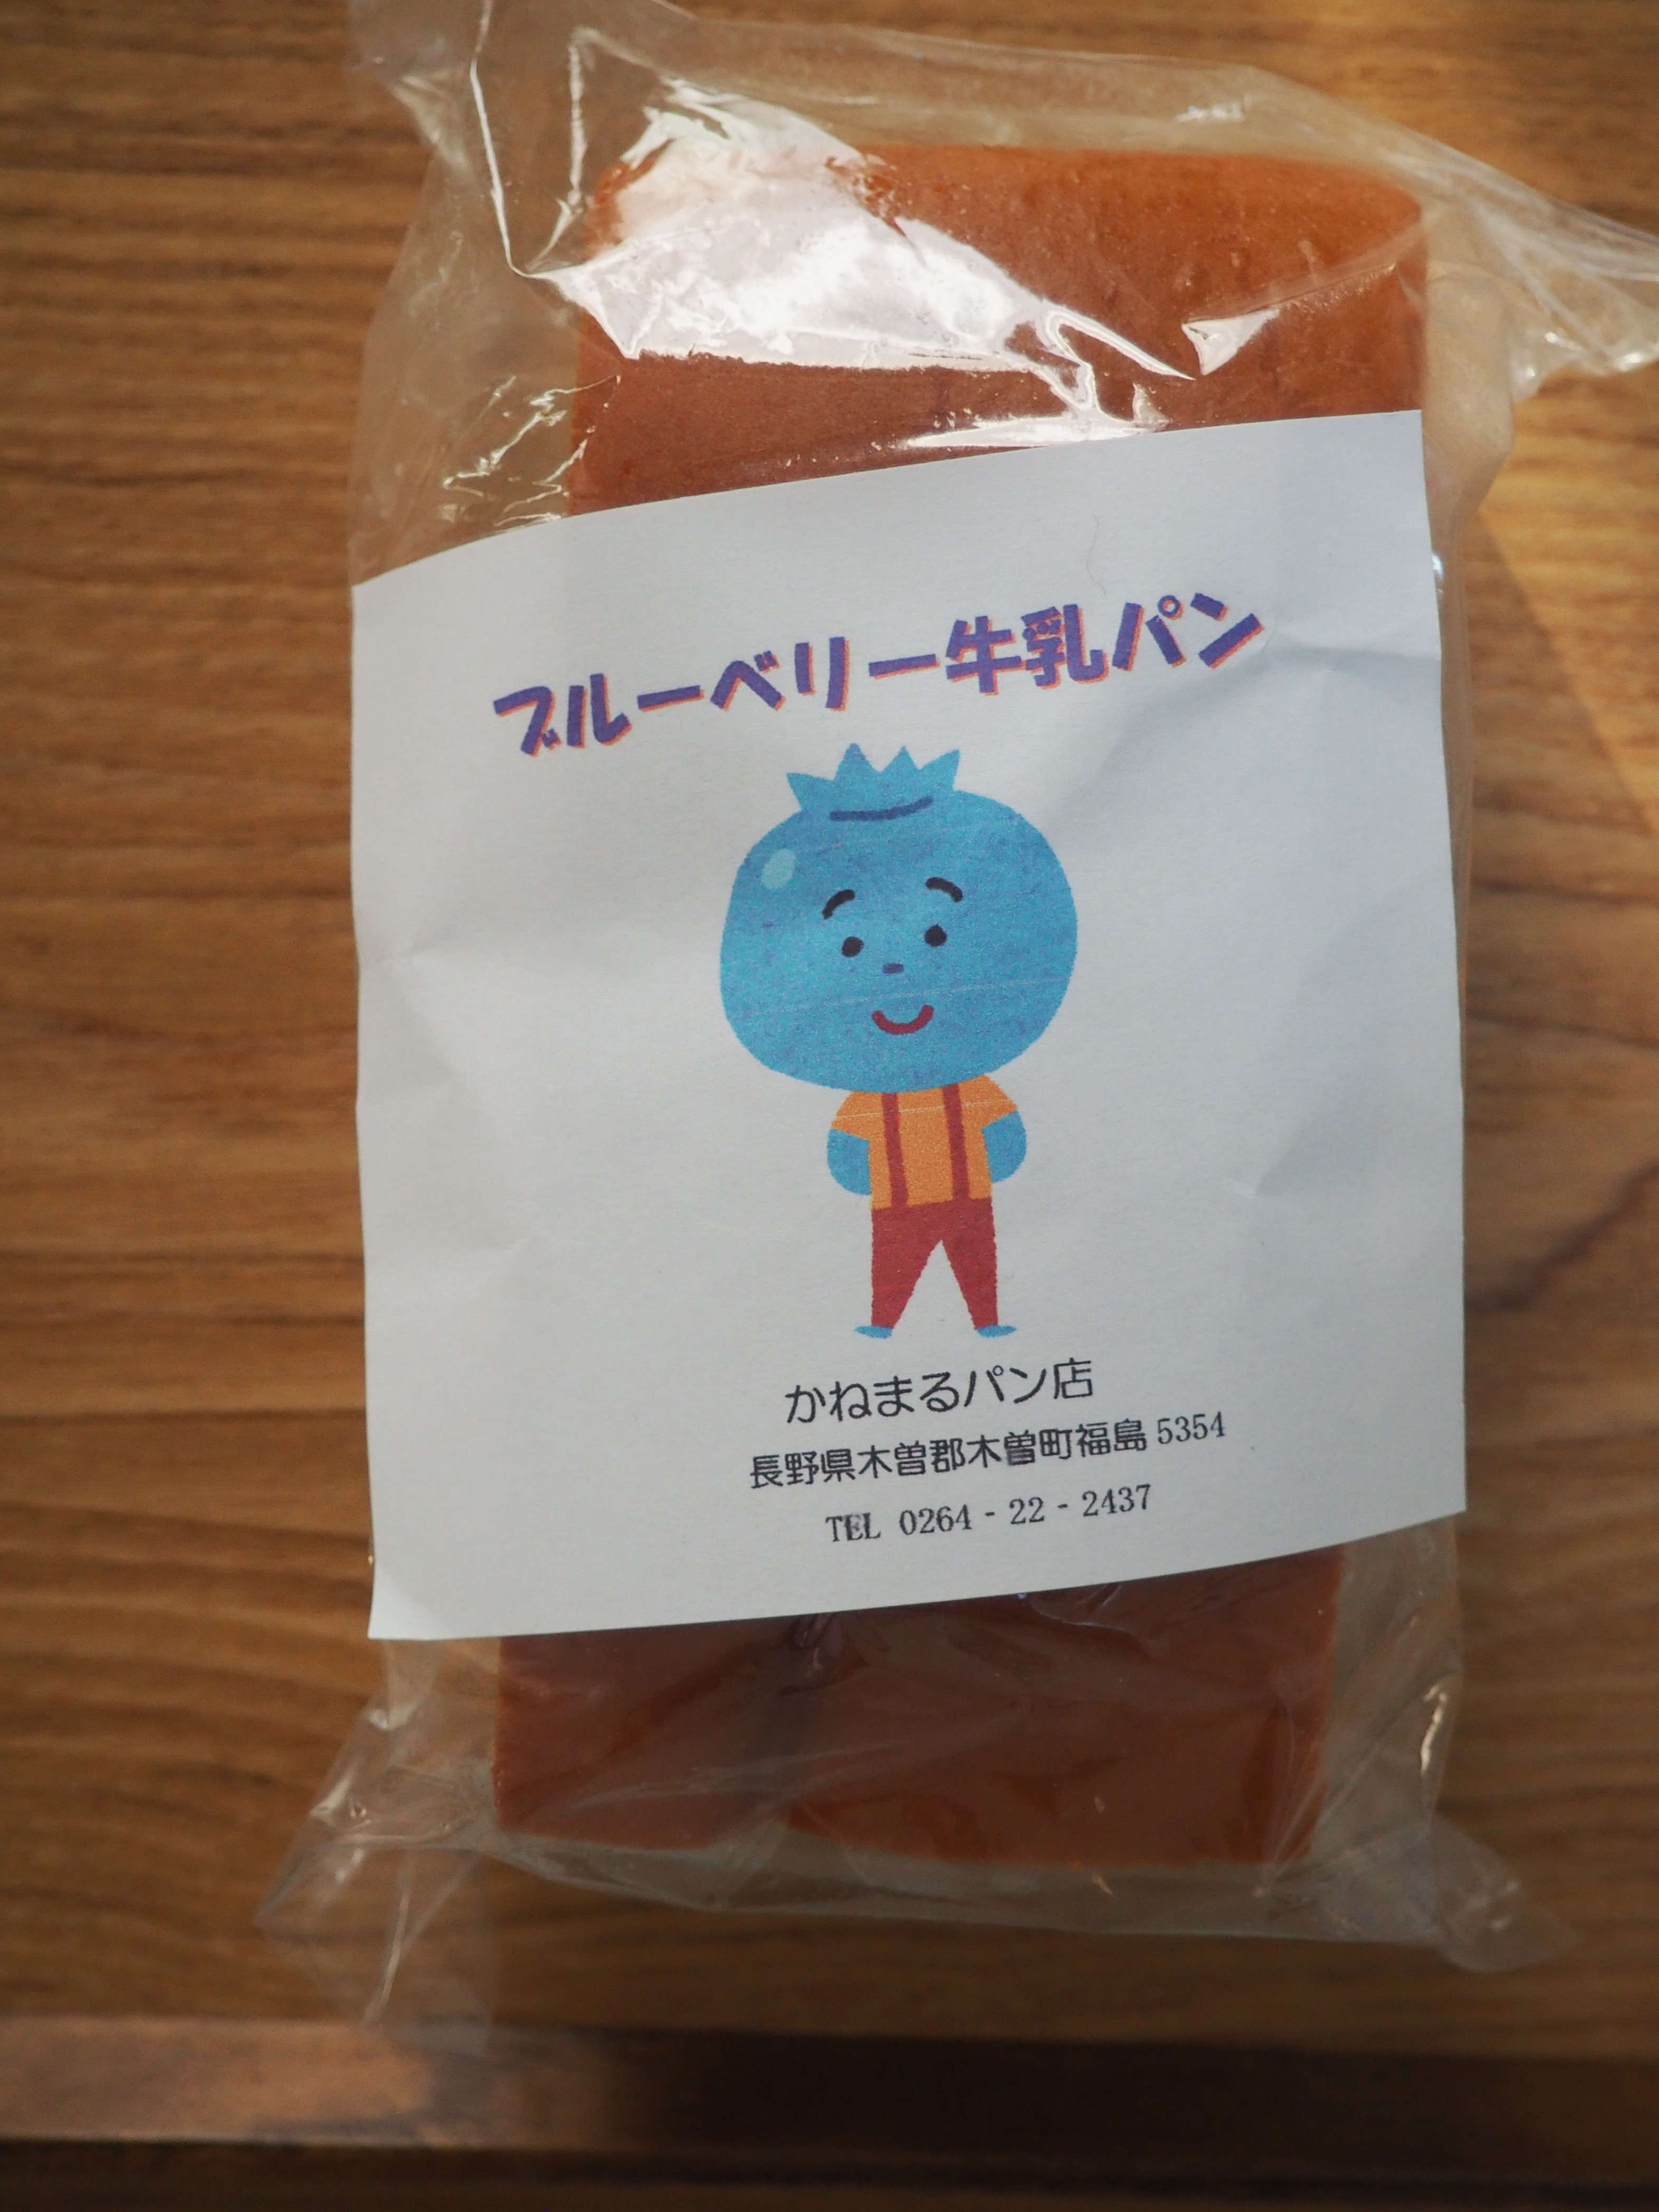 ブルーベリー牛乳パン
かねまるパン店
長野県木曽郡木曽町福島 5354
TEL 0264 - 22 - 2437